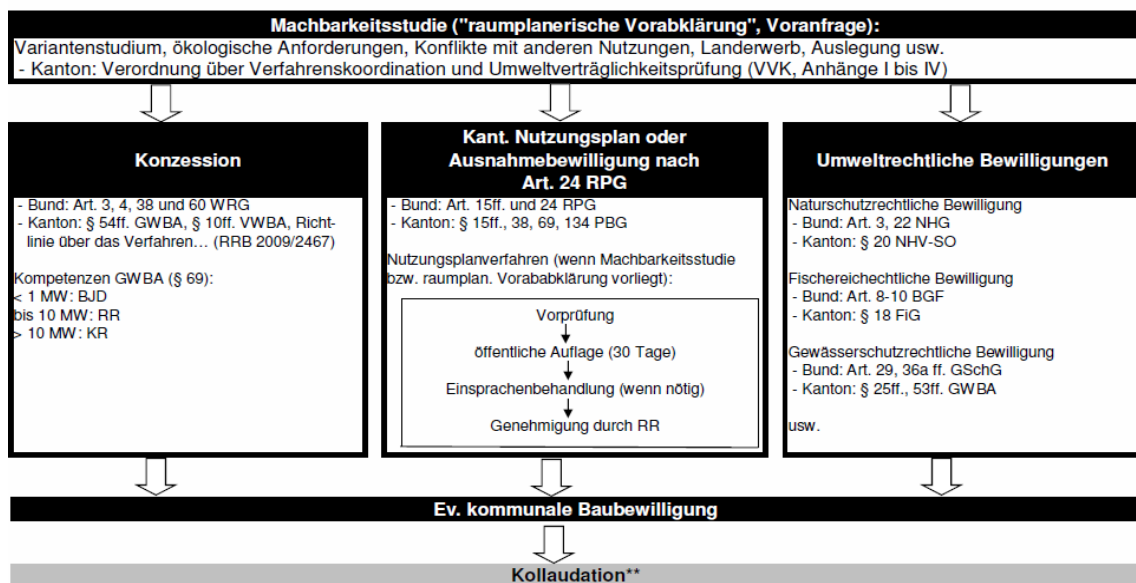 Machbarkeitsstudie ("raumplanerische Vorabklärung", Voranfrage):
Variantenstudium, ökologische Anforderungen, Konflikte mit anderen Nutzungen, Landerwerb, Auslegung usw.
- Kanton: Verordnung über Verfahrenskoordination und Umweltverträglichkeitsprüfung (VVK, Anhänge I bis IV)
Konzession
- Bund: Art. 3, 4, 38 und 60 WRG
- Kanton: § 54ff. GWBA, § 10ff. VWBA, Richt-
linie über das Verfahren... (RRB 2009/2467)
Kompetenzen GWBA (§ 69):
< 1 MW: BJD
bis 10 MW: RR
> 10 MW: KR
Kant. Nutzungsplan oder
Ausnahmebewilligung nach
Art. 24 RPG
- Bund: Art. 15ff. und 24 RPG
- Kanton: § 15ff., 38, 69, 134 PBG
Nutzungsplanverfahren (wenn Machbarkeitsstudie
bzw. raumplan. Vorababklärung vorliegt):
Vorprüfung
öffentliche Auflage (30 Tage)
Einsprachenbehandlung (wenn nötig)
Genehmigung durch RR
Umweltrechtliche Bewilligungen
Naturschutzrechtliche Bewilligung
- Bund: Art. 3, 22 NHG
- Kanton: § 20 NHV-SO
Fischereichechtliche Bewilligung
- Bund: Art. 8-10 BGF
- Kanton: § 18 FiG
Gewässerschutzrechtliche Bewilligung
- Bund: Art. 29, 36a ff. GSchG
- Kanton: § 25ff., 53ff. GWBA
usw.
Ev. kommunale Baubewilligung
Kollaudation**